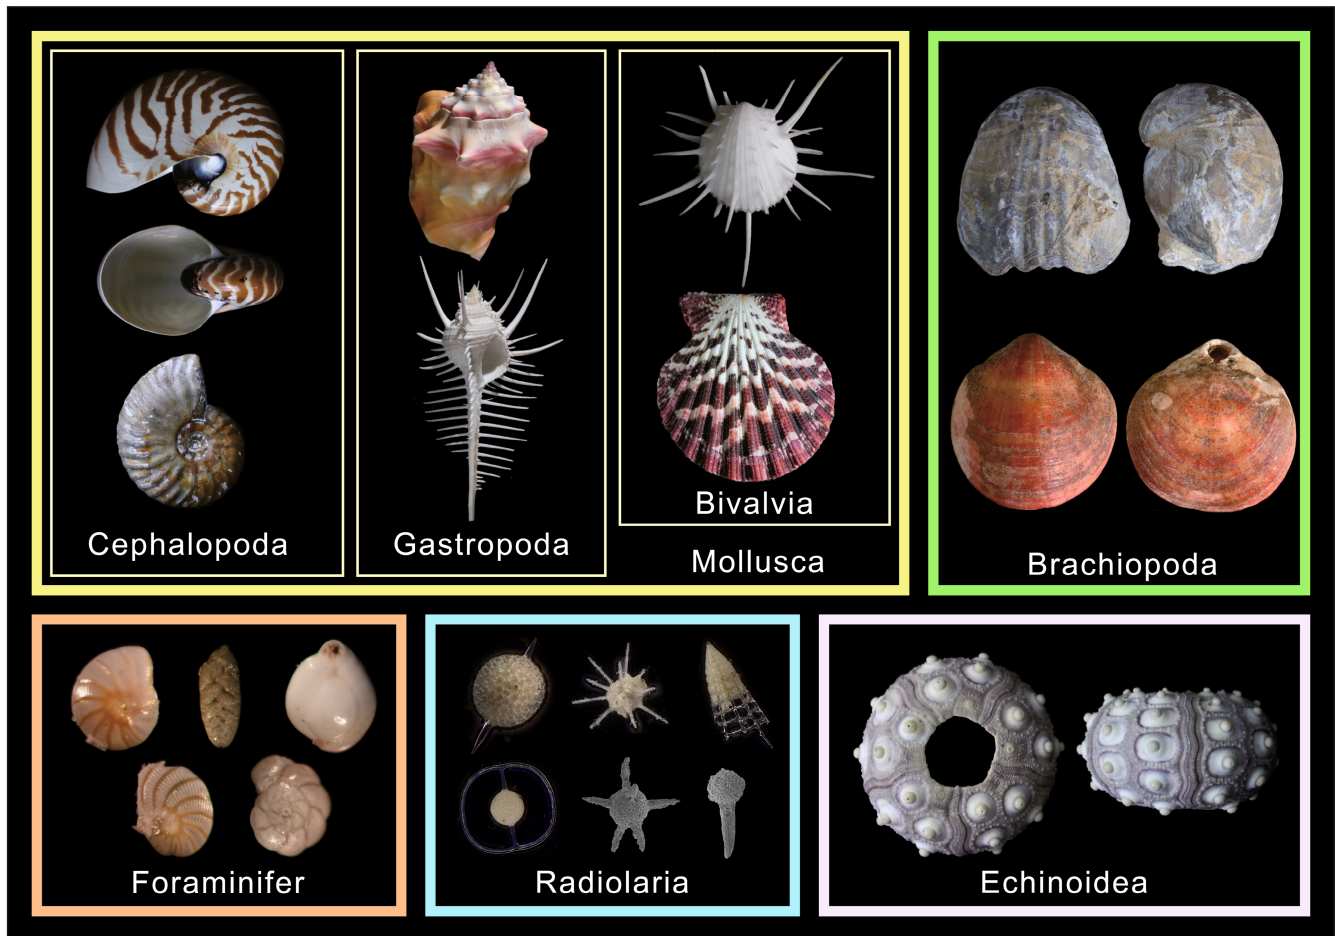 Cephalopoda
Gastropoda
Bivalvia
Mollusca
Brachiopoda
Foraminifer
Radiolaria
Echinoidea